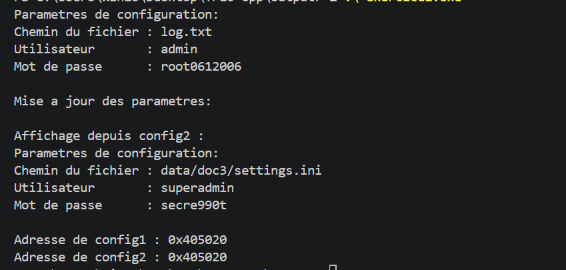 Parametres de configuration:
Chemin du fichier : log.txt
Utilisateur       : admin
Mot de passe      : root0612006
Mise a jour des parametres:
Affichage depuis config2 :
Parametres de configuration:
Chemin du fichier : data/doc3/settings.ini
Utilisateur       : superadmin
Mot de passe      : secre990t
Adresse de config1 : 0x405020
Adresse de config2 : 0x405020